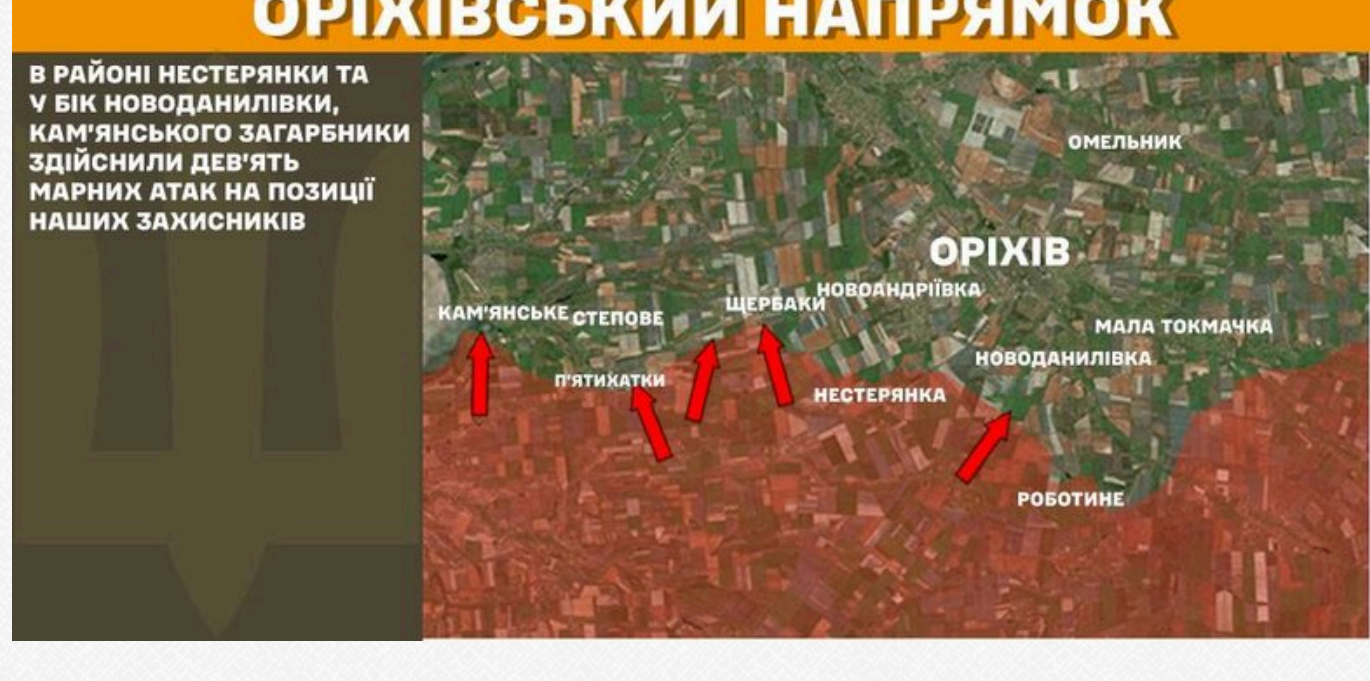 ОРІХІВСЬКИЙ НАПРЯМОК
В РАЙОНІ НЕСТЕРЯНКИ ТА
У БІК НОВОДАНИЛІВКИ,
КАМ'ЯНСЬКОГО ЗАГАРБНИКИ
ЗДІЙСНИЛИ ДЕВ'ЯТЬ
МАРНИХ АТАК НА ПОЗИЦІЇ
НАШИХ ЗАХИСНИКІВ
ОМЕЛЬНИК
ОРІХІВ
НОВОАНДРІЇВКА
ЩЕРБАКИ
КАМ'ЯНСЬКЕ
СТЕПОВЕ
МАЛА ТОКМАЧКА
НОВОДАНИЛІВКА
П'ЯТИХАТКИ
НЕСТЕРЯНКА
РОБОТИНЕ